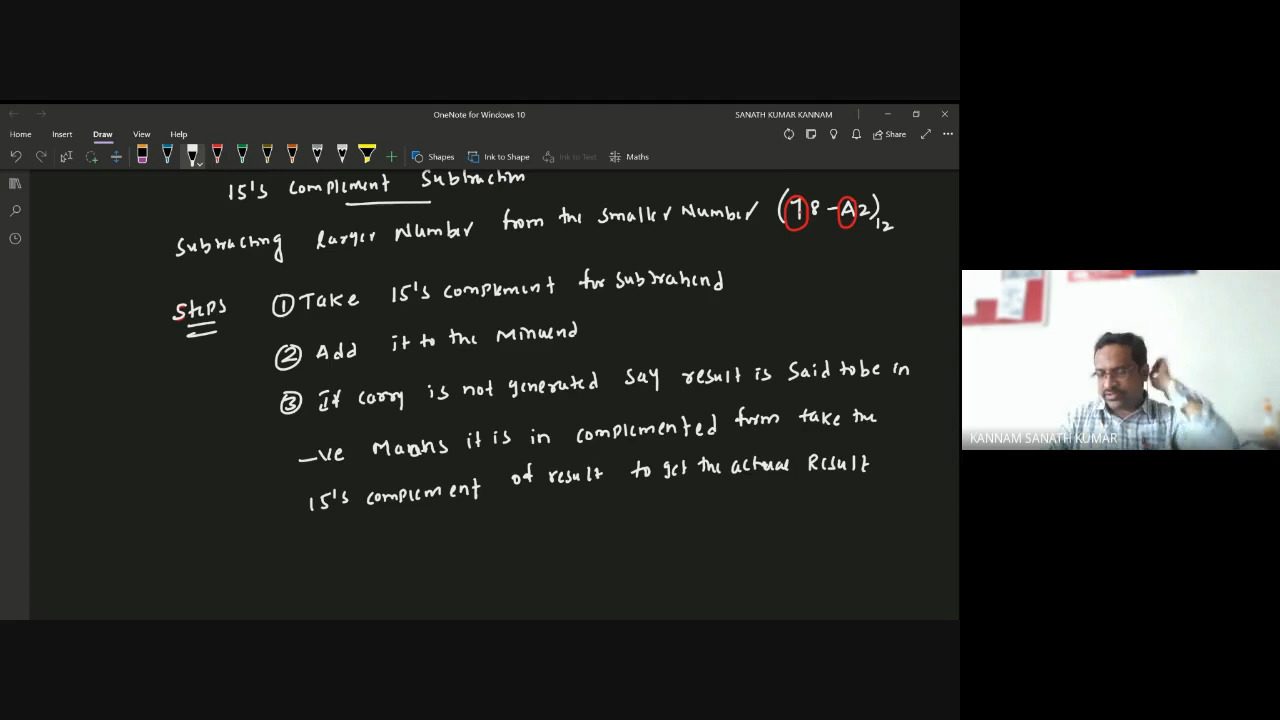 OneNote for Windows 10
SANATH KUMAR KANNAM
Home Insert Draw View Help
Share
Shapes Ink to Shape Ink to Text Maths
15's complement Subtraction
Subtracting larger Number from the smaller Number (78-A2)12
Steps ① Take 15's complement for subtrahend
② Add it to the Minuend
③ If carry is not generated say result is said to be in
-ve Means it is in complemented form take the
15's complement of result to get the actual Result
KANNAM SANATH KUMAR